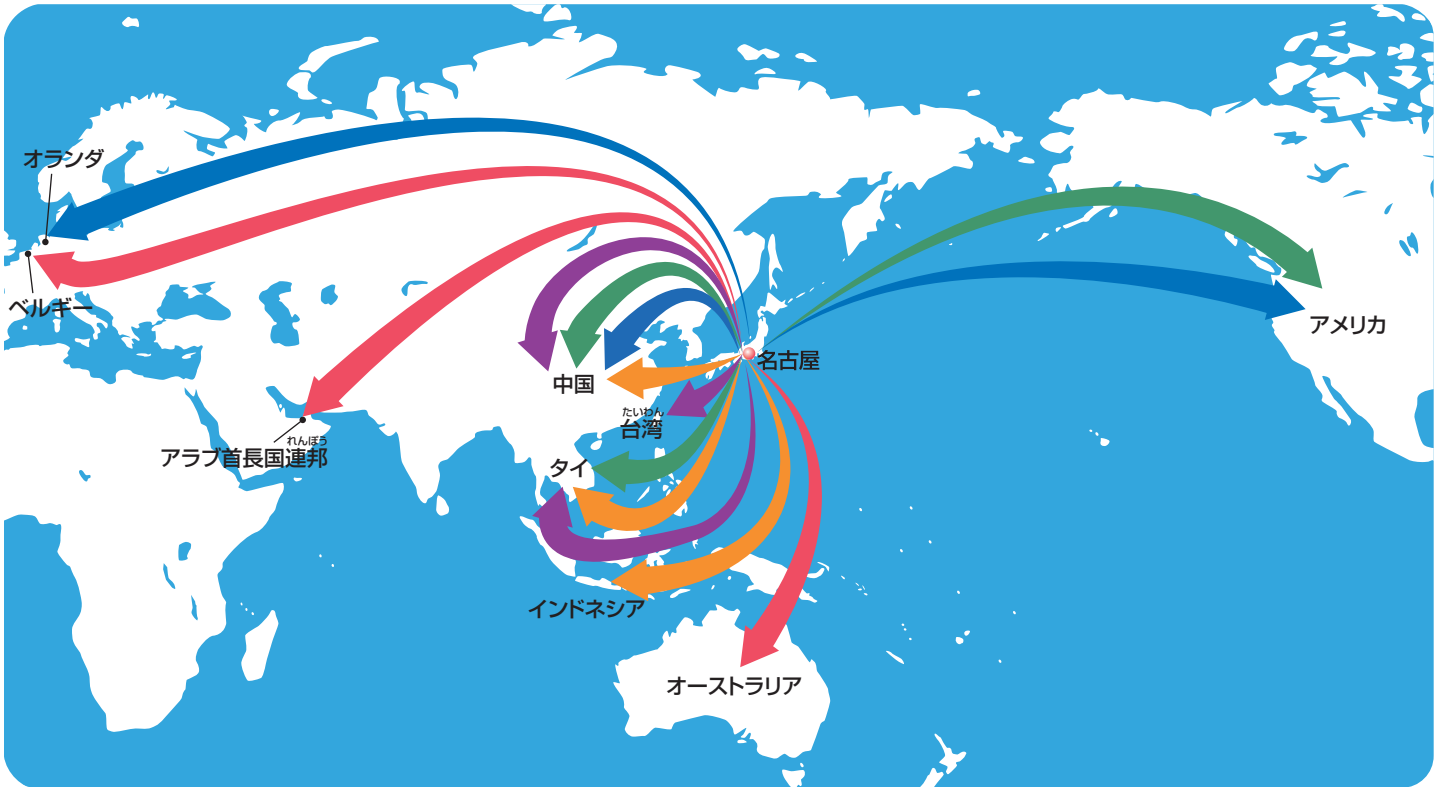 オランダ
ベルギー
アメリカ
名古屋
中国
たいわん
台湾
れんぽう
アラブ首長国連邦
タイ
インドネシア
オーストラリア